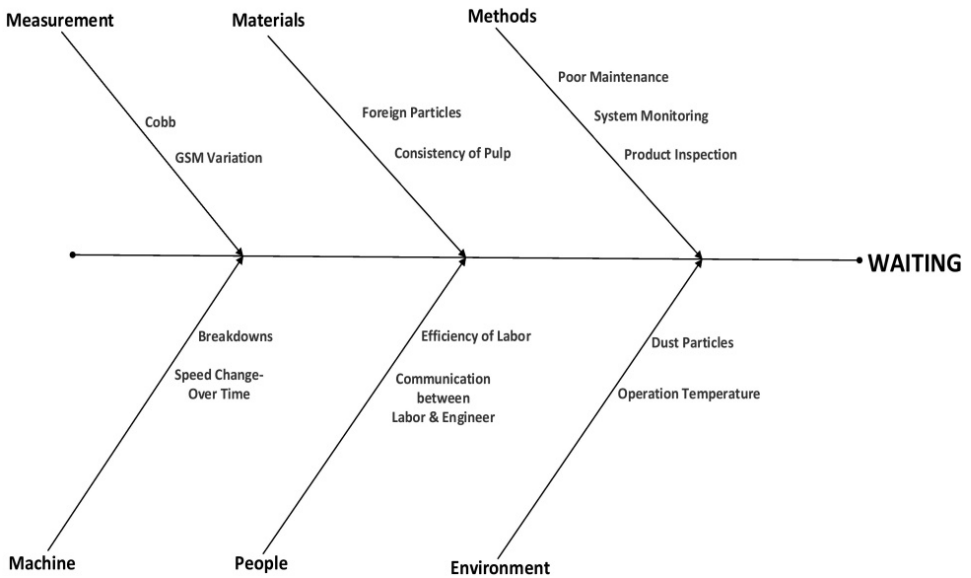 Measurement
Materials
Methods
Cobb
GSM Variation
Foreign Particles
Consistency of Pulp
Poor Maintenance
System Monitoring
Product Inspection
WAITING
Breakdowns
Speed Change-
Over Time
Efficiency of Labor
Communication
between
Labor & Engineer
Dust Particles
Operation Temperature
Machine
People
Environment